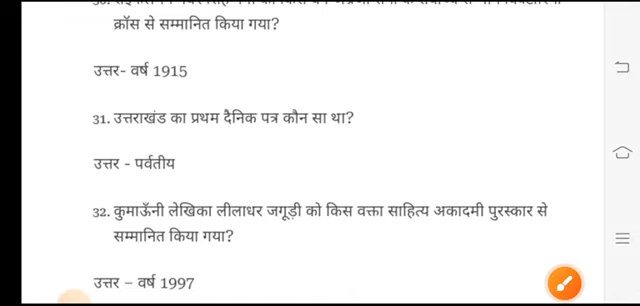 क्रॉस से सम्मानित किया गया?
उत्तर- वर्ष 1915
31. उत्तराखंड का प्रथम दैनिक पत्र कौन सा था?
उत्तर - पर्वतीय
32. कुमाऊँनी लेखिका लीलाधर जगूड़ी को किस वक्ता साहित्य अकादमी पुरस्कार से
सम्मानित किया गया?
उत्तर – वर्ष 1997